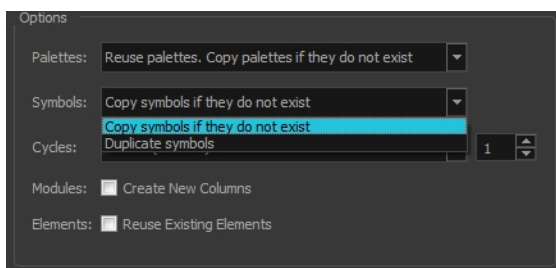 Options
Palettes: Reuse palettes. Copy palettes if they do not exist
Symbols: Copy symbols if they do not exist
Copy symbols if they do not exist
Duplicate symbols
Cycles: 1
Modules: Create New Columns
Elements: Reuse Existing Elements